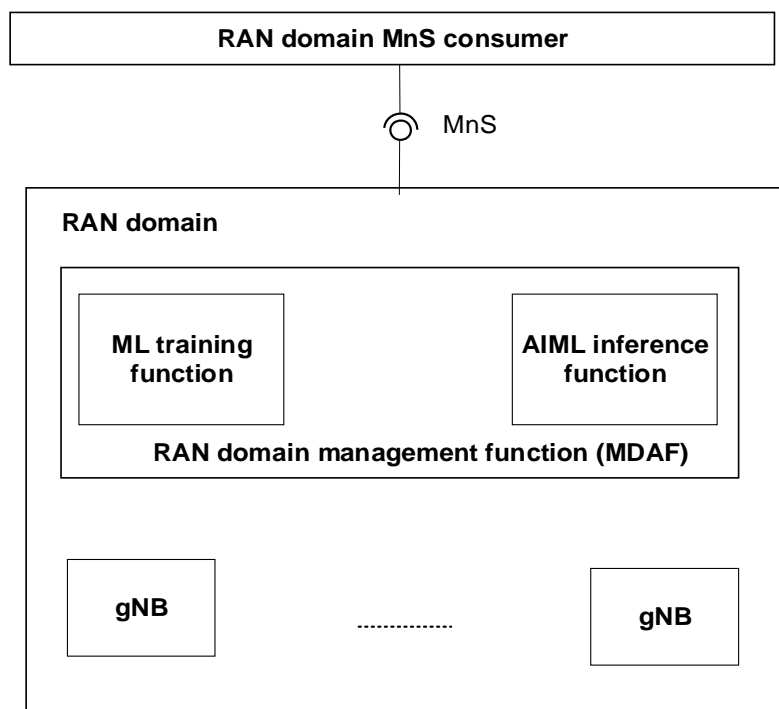 RAN domain MnS consumer
MnS
RAN domain
ML training
function
AIML inference
function
RAN domain management function (MDAF)
gNB
gNB